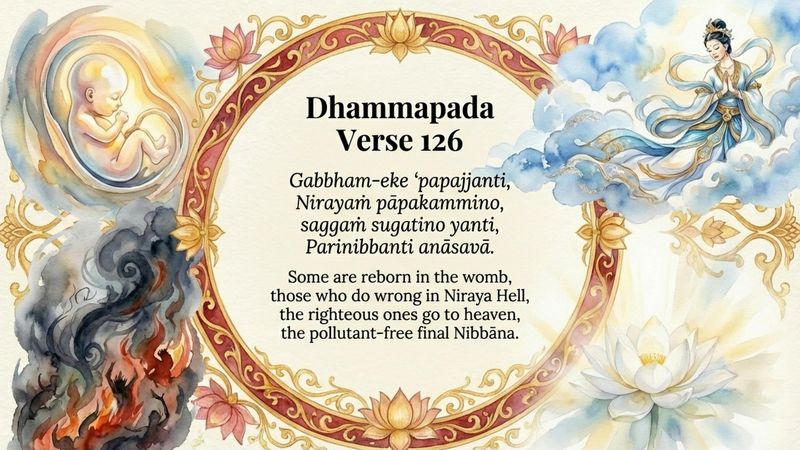 Dhammapada
Verse 126
Gabbham-eke ‘papajjanti,
Nirayaṁ pāpakammino,
saggaṁ sugatino yanti,
Parinibbanti anāsavā.
Some are reborn in the womb,
those who do wrong in Niraya Hell,
the righteous ones go to heaven,
the pollutant-free final Nibbāna.